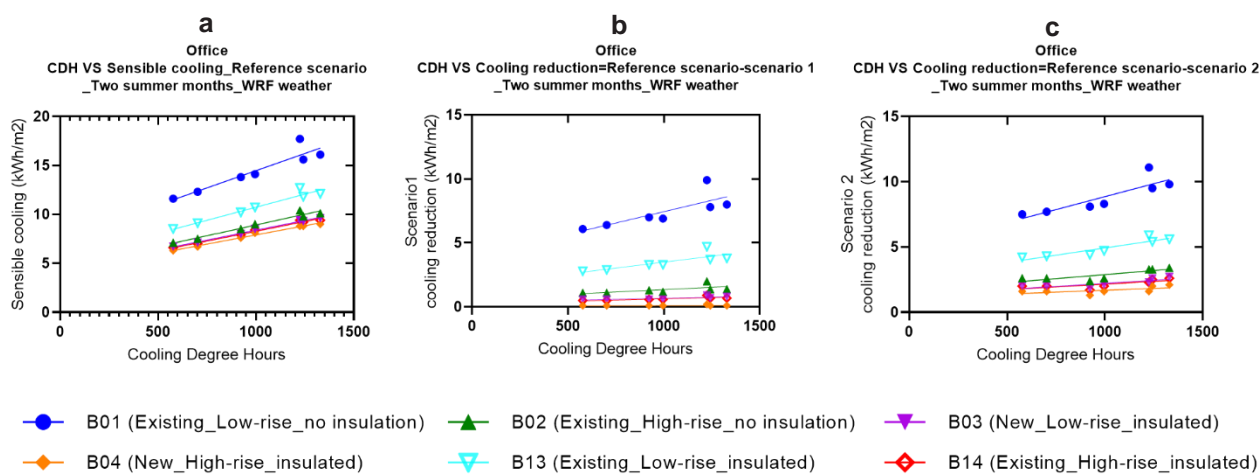 a
Office
CDH VS Sensible cooling_Reference scenario
_Two summer months_WRF weather
20
15
10
5
0
Sensible cooling (kWh/m2)
0
500
1000
1500
Cooling Degree Hours
b
Office
CDH VS Cooling reduction=Reference scenario-scenario 1
_Two summer months_WRF weather
15
10
5
0
Scenario1
cooling reduction (kWh/m2)
0
500
1000
1500
Cooling Degree Hours
c
Office
CDH VS Cooling reduction=Reference scenario-scenario 2
_Two summer months_WRF weather
15
10
5
0
Scenario 2
cooling reduction (kWh/m2)
0
500
1000
1500
Cooling Degree Hours
B01 (Existing_Low-rise_no insulation)
B02 (Existing_High-rise_no insulation)
B03 (New_Low-rise_insulated)
B04 (New_High-rise_insulated)
B13 (Existing_Low-rise_insulated)
B14 (Existing_High-rise_insulated)